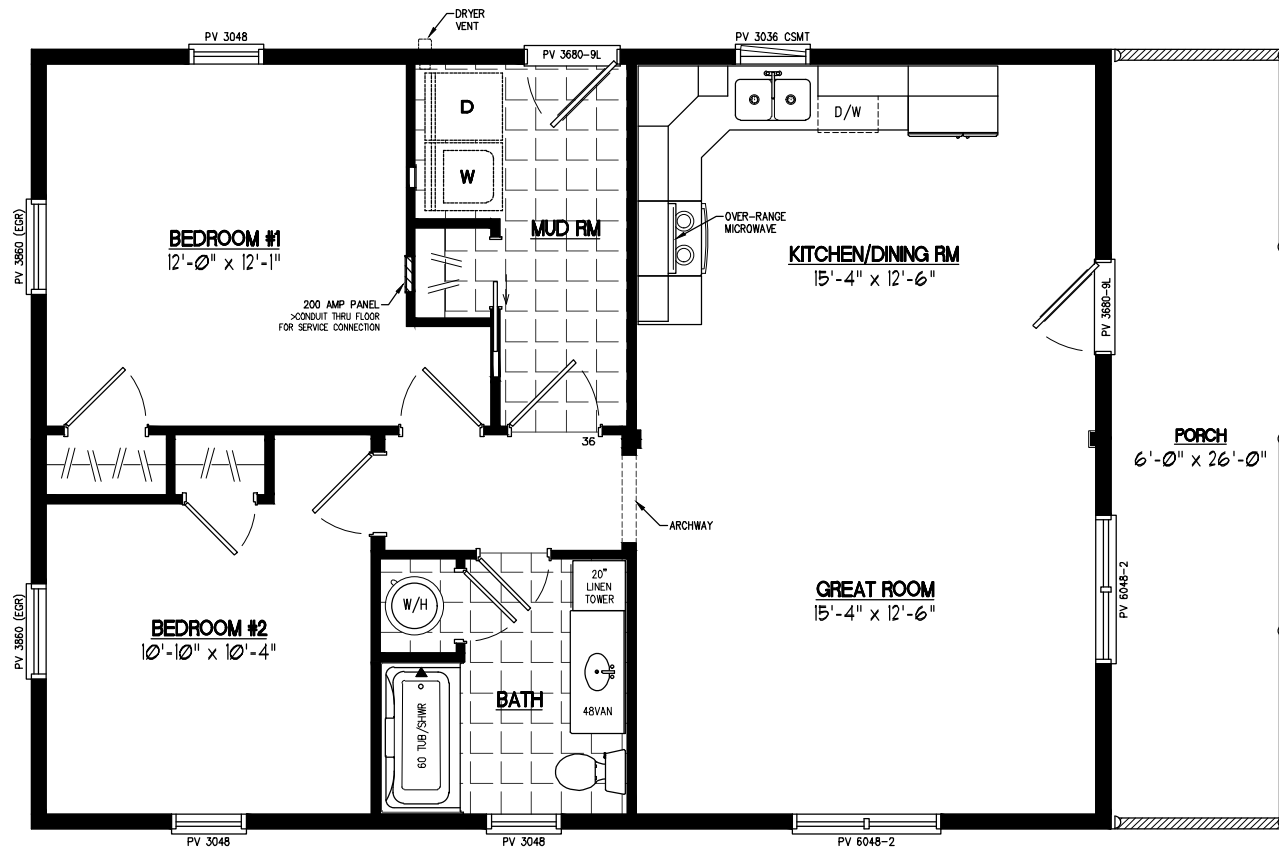 DRYER
VENT
PV 3048
PV 3680-9L
PV 3036 CSMT
D
W
D/W
MUD RM
OVER-RANGE
MICROWAVE
BEDROOM #1
12'-0" x 12'-1"
PV 3860 (EGR)
KITCHEN/DINING RM
15'-4" x 12'-6"
200 AMP PANEL
>CONDUIT THRU FLOOR
FOR SERVICE CONNECTION
PV 3680-9L
36
PORCH
6'-0" x 26'-0"
ARCHWAY
20"
LINEN
TOWER
W/H
GREAT ROOM
15'-4" x 12'-6"
PV 6048-2
PV 3860 (EGR)
BEDROOM #2
10'-10" x 10'-4"
BATH
48VAN
60 TUB/SHWR
PV 3048
PV 3048
PV 6048-2